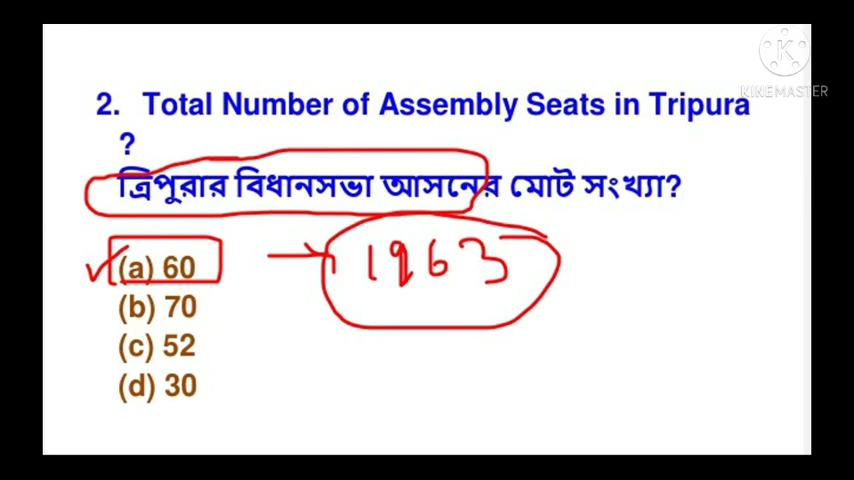 K
KINEMASTER
2. Total Number of Assembly Seats in Tripura
?
ত্রিপুরার বিধানসভা আসনের মোট সংখ্যা?
(a) 60
1963
(b) 70
(c) 52
(d) 30